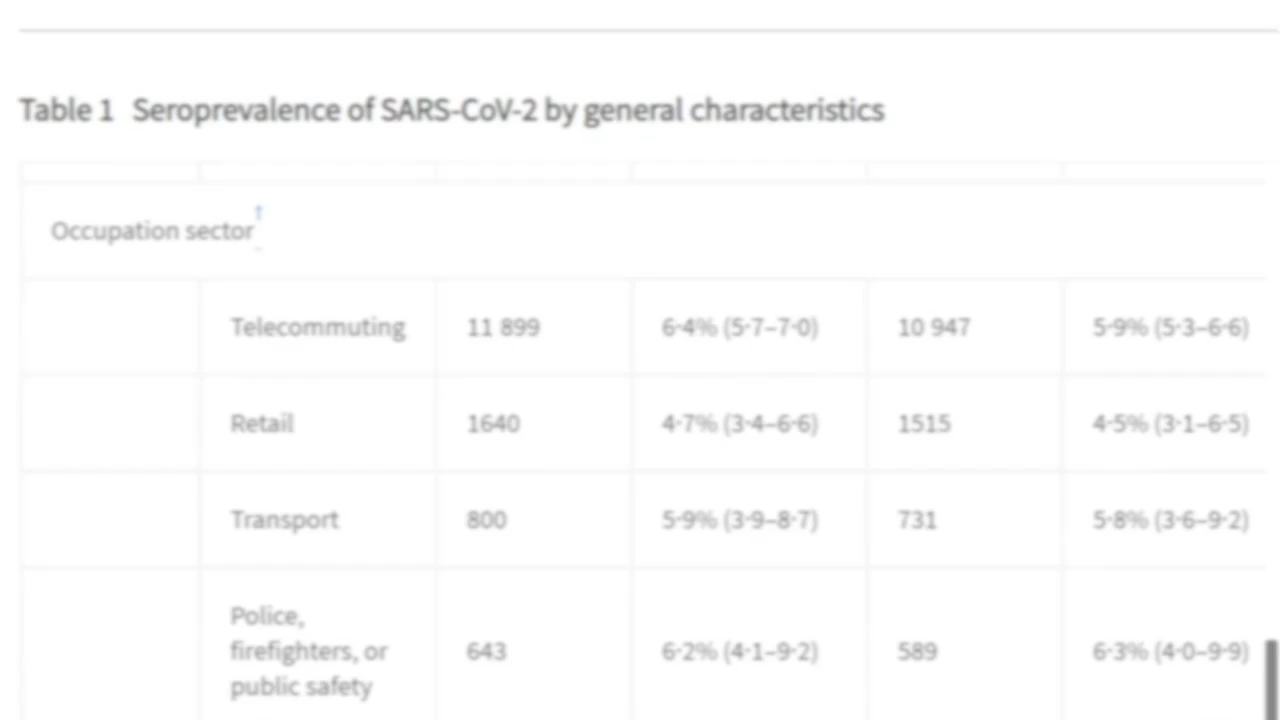 Table 1 Seroprevalence of SARS-CoV-2 by general characteristics
Occupation sector†
Telecommuting 11 899 6·4% (5·7–7·0) 10 947 5·9% (5·3–6·6)
Retail 1640 4·7% (3·4–6·6) 1515 4·5% (3·1–6·5)
Transport 800 5·9% (3·9–8·7) 731 5·8% (3·6–9·2)
Police,
firefighters, or 643 6·2% (4·1–9·2) 589 6·3% (4·0–9·9)
public safety